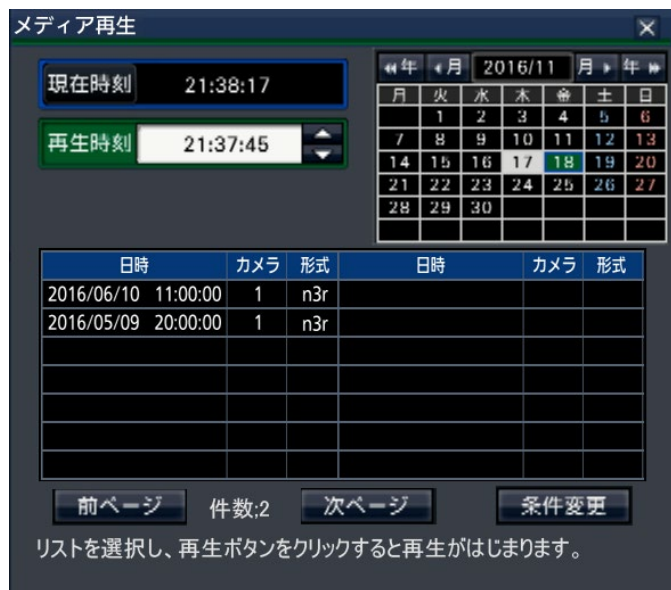 メディア再生
現在時刻 21:38:17
再生時刻 21:37:45
年 月 2016/11 月 年
月 火 水 木 金 土 日
1 2 3 4 5 6
7 8 9 10 11 12 13
14 15 16 17 18 19 20
21 22 23 24 25 26 27
28 29 30
日時 カメラ 形式 日時 カメラ 形式
2016/06/10 11:00:00 1 n3r
2016/05/09 20:00:00 1 n3r
前ページ 件数;2 次ページ 条件変更
リストを選択し、再生ボタンをクリックすると再生がはじまります。